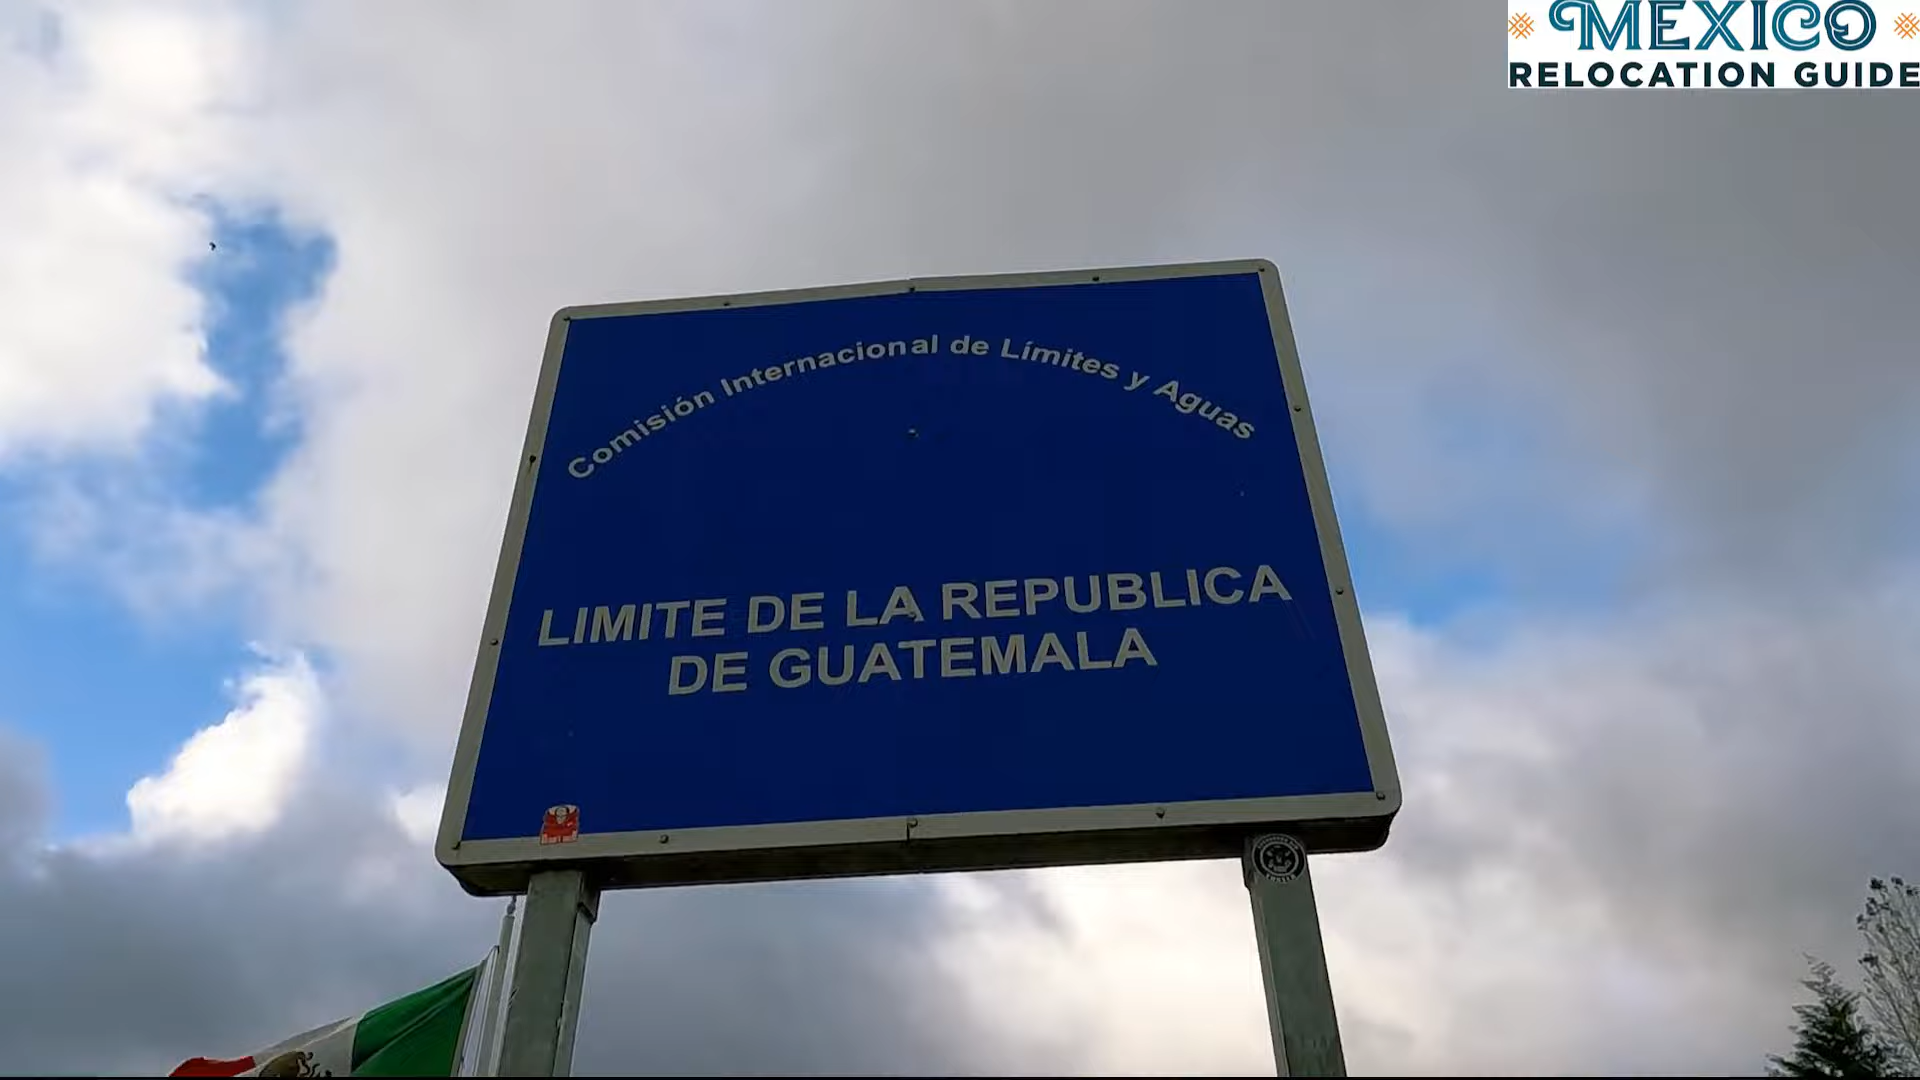 MEXICO
RELOCATION GUIDE
Comisión Internacional de Límites y Aguas
LIMITE DE LA REPUBLICA
DE GUATEMALA